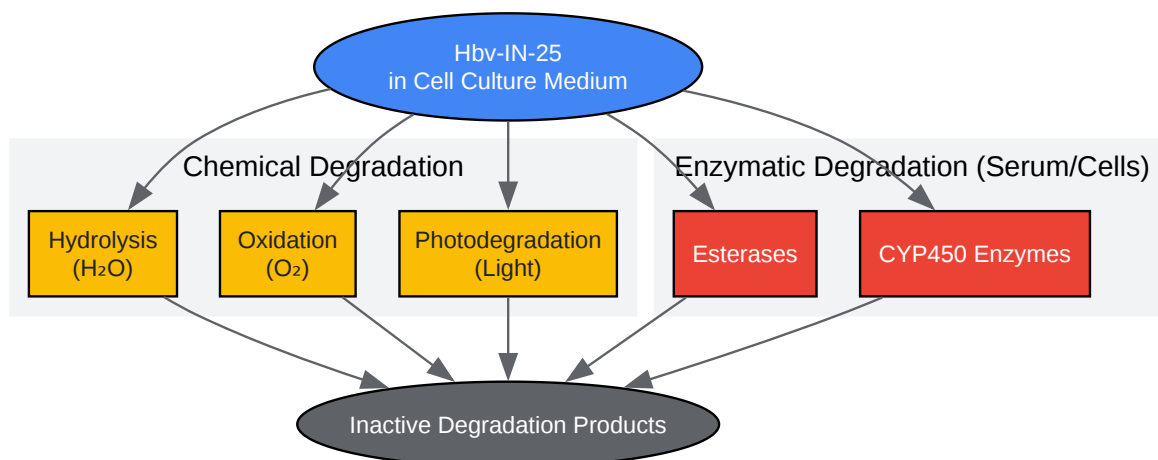 Hbv-IN-25
in Cell Culture Medium
Chemical Degradation
Enzymatic Degradation (Serum/Cells)
Hydrolysis
(H₂O)
Oxidation
(O₂)
Photodegradation
(Light)
Esterases
CYP450 Enzymes
Inactive Degradation Products